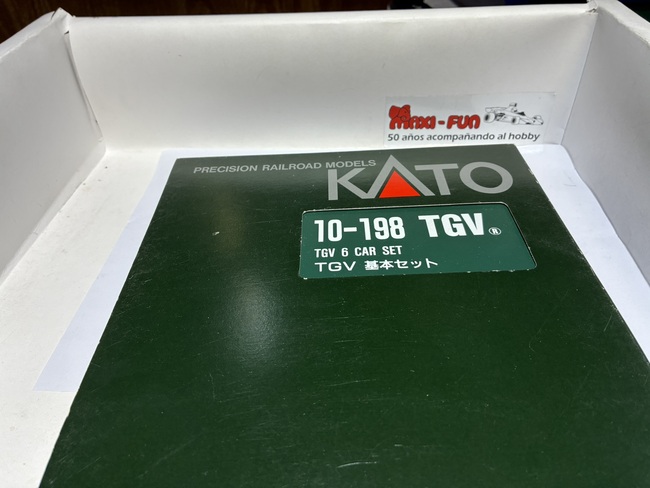 Maxi-FUN
50 años acompañando al hobby
PRECISION RAILROAD MODELS
KATO
10-198 TGV®
TGV 6 CAR SET
TGV 基本セット